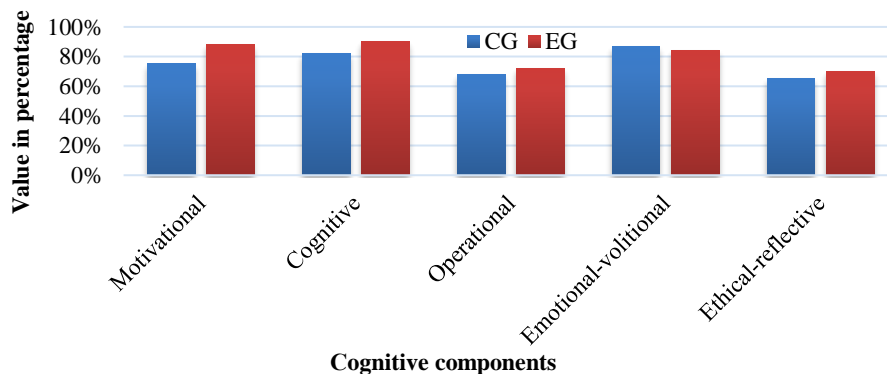 Value in percentage
100%
80%
60%
40%
20%
0%
CG EG
Motivational
Cognitive
Operational
Emotional-volitional
Ethical-reflective
Cognitive components